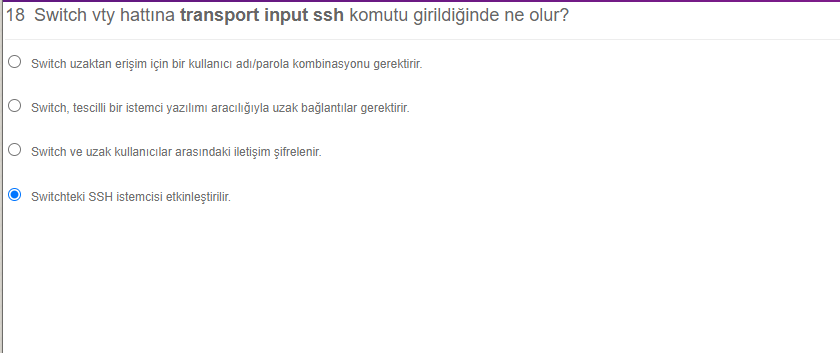 18 Switch vty hattına transport input ssh komutu girildiğinde ne olur?
Switch uzaktan erişim için bir kullanıcı adı/parola kombinasyonu gerektirir.
Switch, tescilli bir istemci yazılımı aracılığıyla uzak bağlantılar gerektirir.
Switch ve uzak kullanıcılar arasındaki iletişim şifrelenir.
Switchteki SSH istemcisi etkinleştirilir.